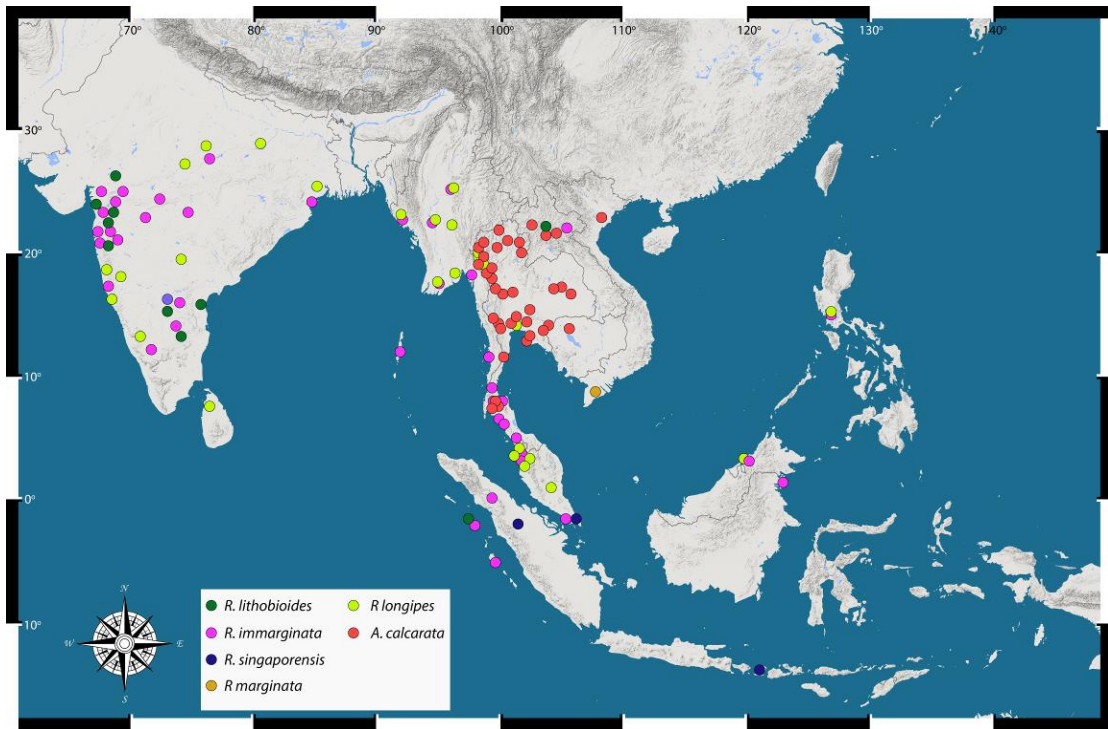 70° 80° 90° 100° 110° 120° 130° 140°
30°
20°
10°
0°
10°
N
W E
S
R. lithobioides R longipes
R. immarginata A. calcarata
R. singaporensis
R marginata